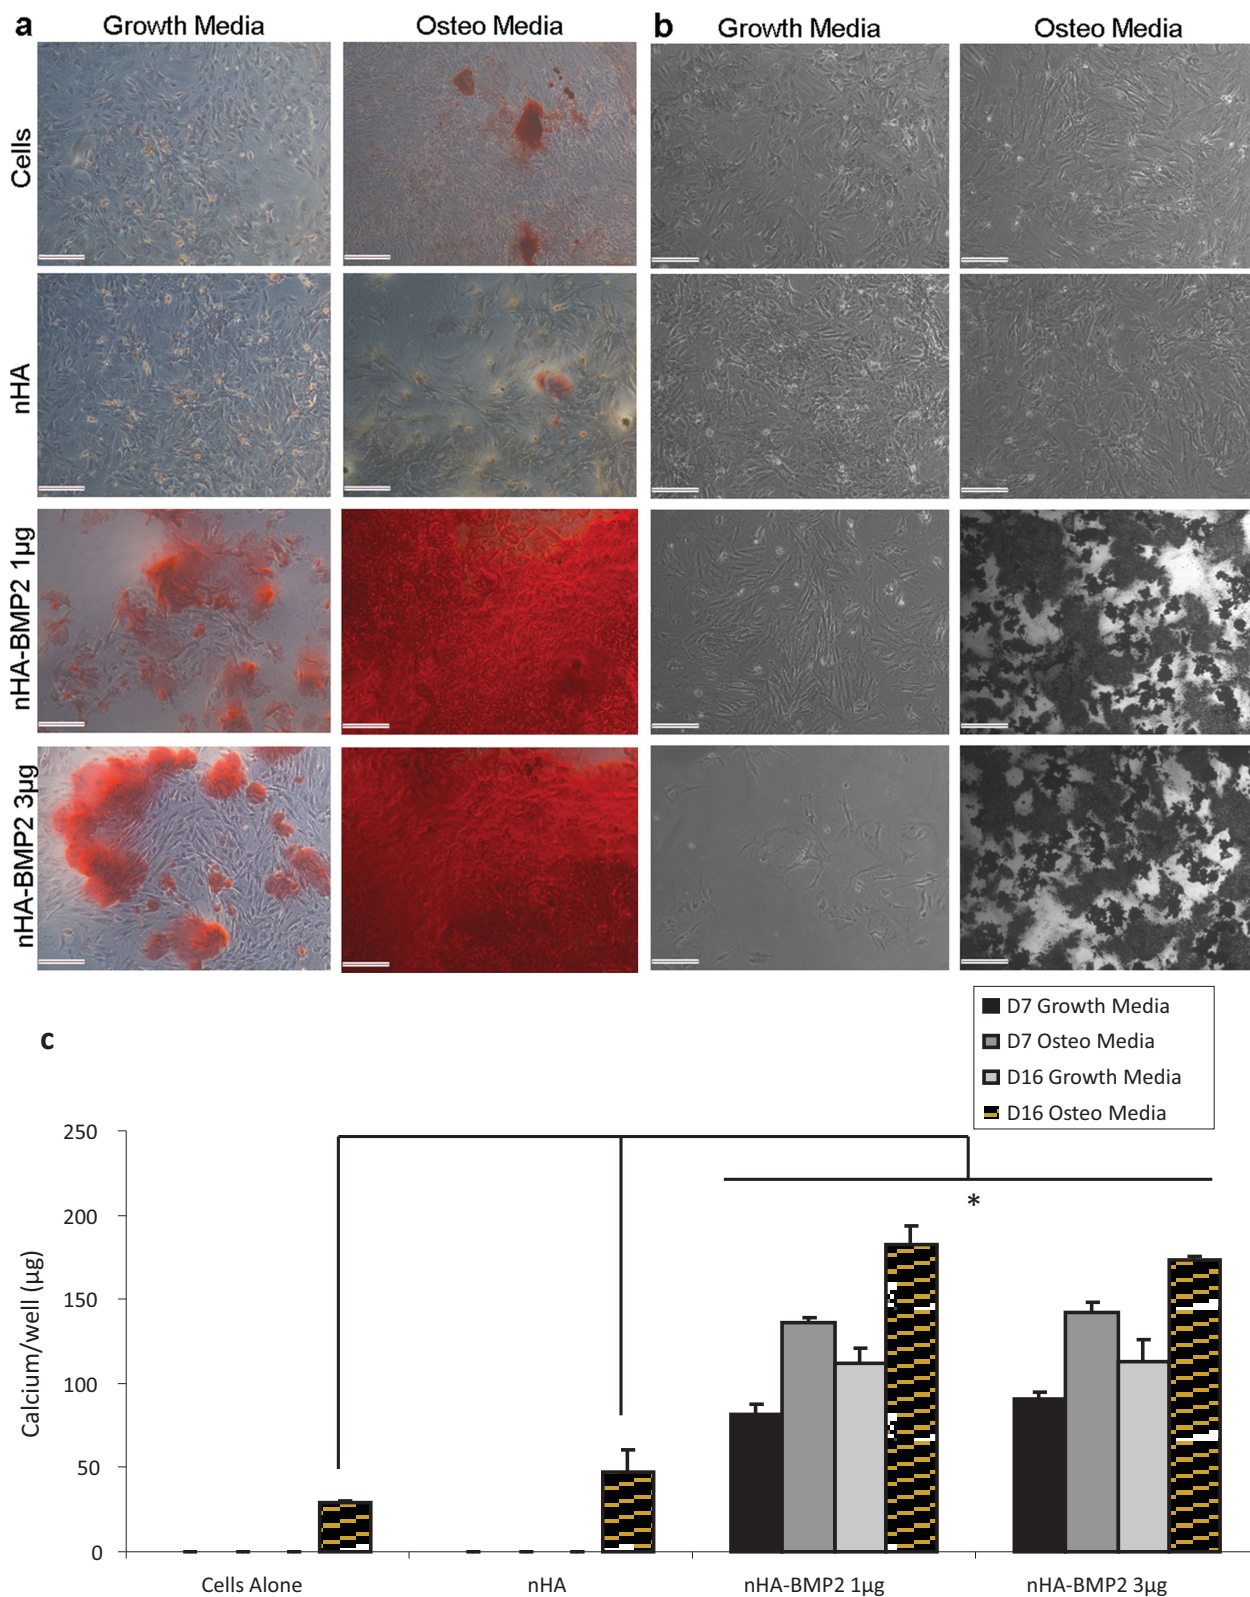 a Growth Media Osteo Media b Growth Media Osteo Media
Cells
nHA
nHA-BMP2 1µg
nHA-BMP2 3µg
D7 Growth Media
D7 Osteo Media
D16 Growth Media
D16 Osteo Media
c
250
200
150
100
50
0
Calcium/well (µg)
*
Cells Alone nHA nHA-BMP2 1µg nHA-BMP2 3µg